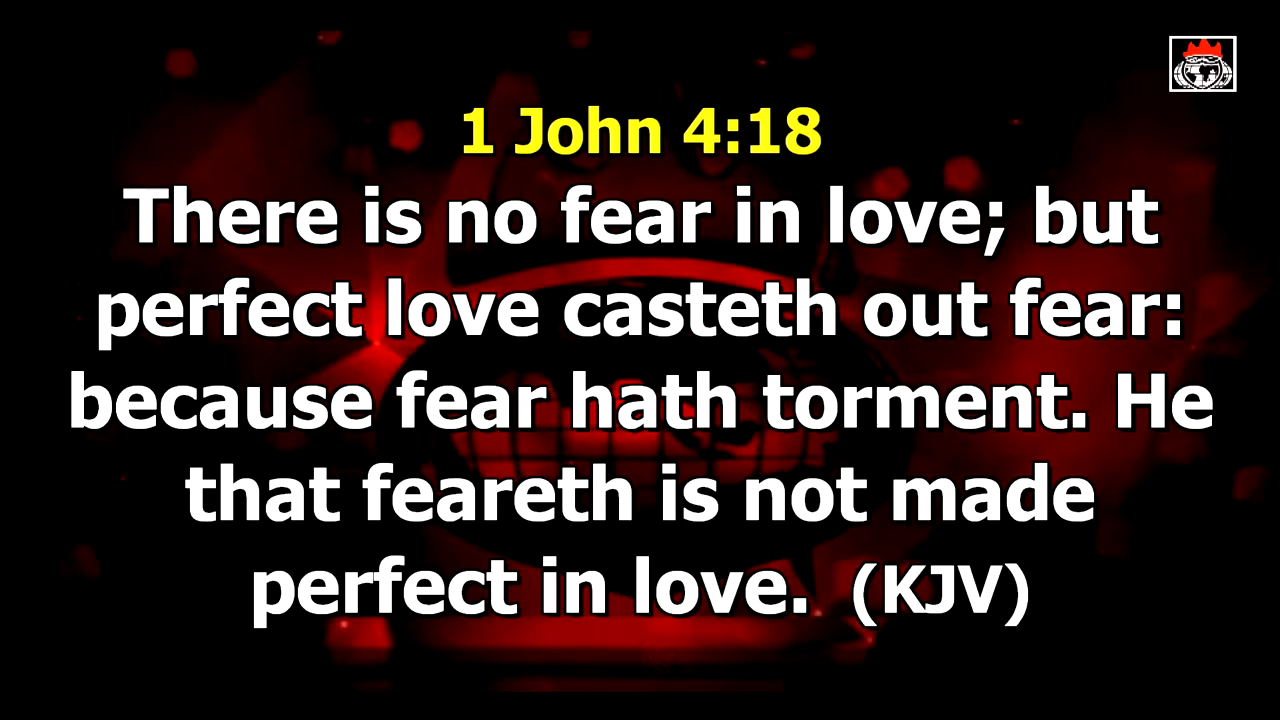 1 John 4:18
There is no fear in love; but
perfect love casteth out fear:
because fear hath torment. He
that feareth is not made
perfect in love.  (KJV)